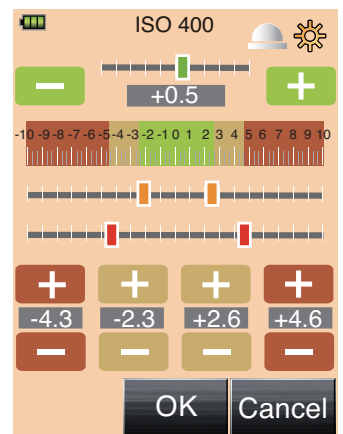 ISO 400
− +
+0.5
-10 -9 -8 -7 -6 -5 -4 -3 -2 -1 0 1 2 3 4 5 6 7 8 9 10
+ + + +
-4.3 -2.3 +2.6 +4.6
− − − −
OK Cancel